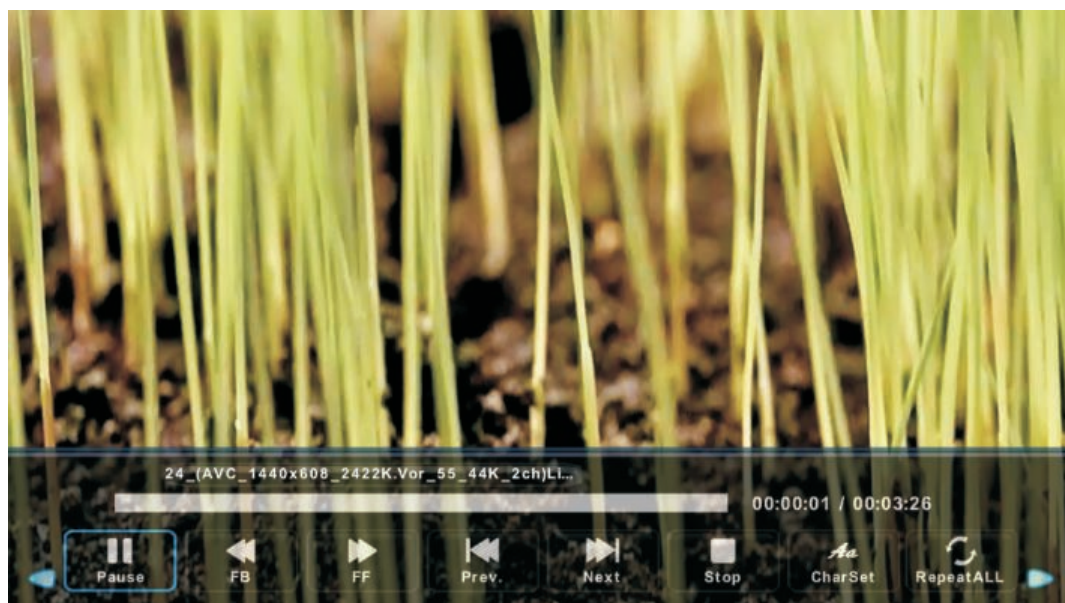 24_(AVC_1440x608_2422K.Vor_55_44K_2ch)Li...
00:00:01 / 00:03:26
Pause FB FF Prev. Next Stop CharSet RepeatALL